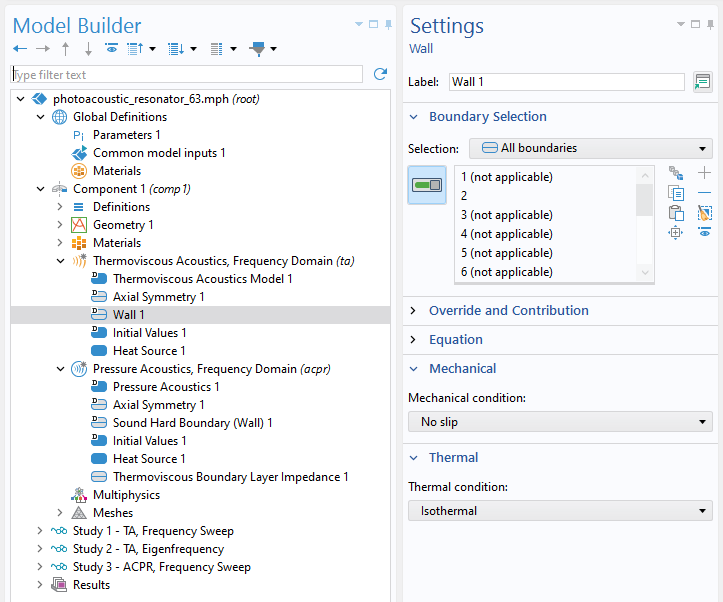 Model Builder
Type filter text
photoacoustic_resonator_63.mph (root)
Global Definitions
Pi Parameters 1
Common model inputs 1
Materials
Component 1 (comp1)
Definitions
Geometry 1
Materials
Thermoviscous Acoustics, Frequency Domain (ta)
D Thermoviscous Acoustics Model 1
D Axial Symmetry 1
D Wall 1
D Initial Values 1
Heat Source 1
Pressure Acoustics, Frequency Domain (acpr)
D Pressure Acoustics 1
D Axial Symmetry 1
D Sound Hard Boundary (Wall) 1
D Initial Values 1
Heat Source 1
Thermoviscous Boundary Layer Impedance 1
Multiphysics
Meshes
Study 1 - TA, Frequency Sweep
Study 2 - TA, Eigenfrequency
Study 3 - ACPR, Frequency Sweep
Results
Settings
Wall
Label: Wall 1
Boundary Selection
Selection: All boundaries
1 (not applicable)
2
3 (not applicable)
4 (not applicable)
5 (not applicable)
6 (not applicable)
Override and Contribution
Equation
Mechanical
Mechanical condition:
No slip
Thermal
Thermal condition:
Isothermal